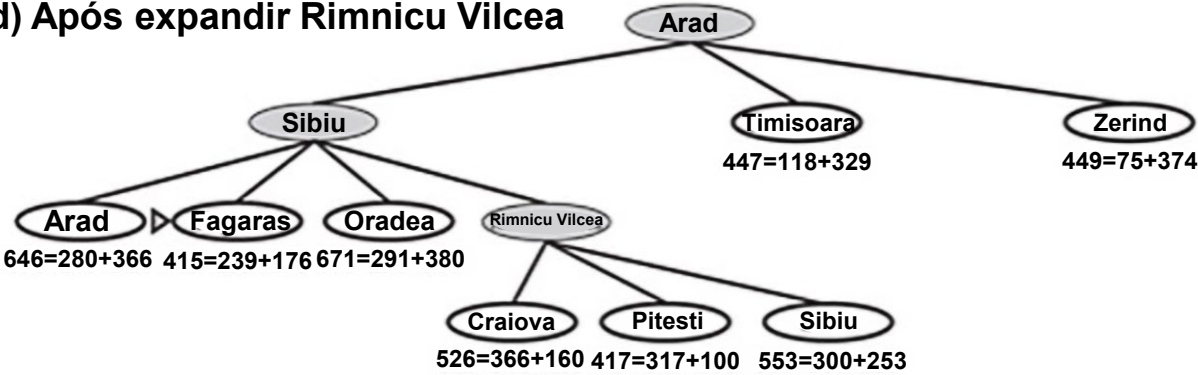 d) Após expandir Rimnicu Vilcea
Arad
Sibiu
Timisoara
Zerind
447=118+329
449=75+374
Arad
Fagaras
Oradea
Rimnicu Vilcea
646=280+366
415=239+176
671=291+380
Craiova
Pitesti
Sibiu
526=366+160
417=317+100
553=300+253